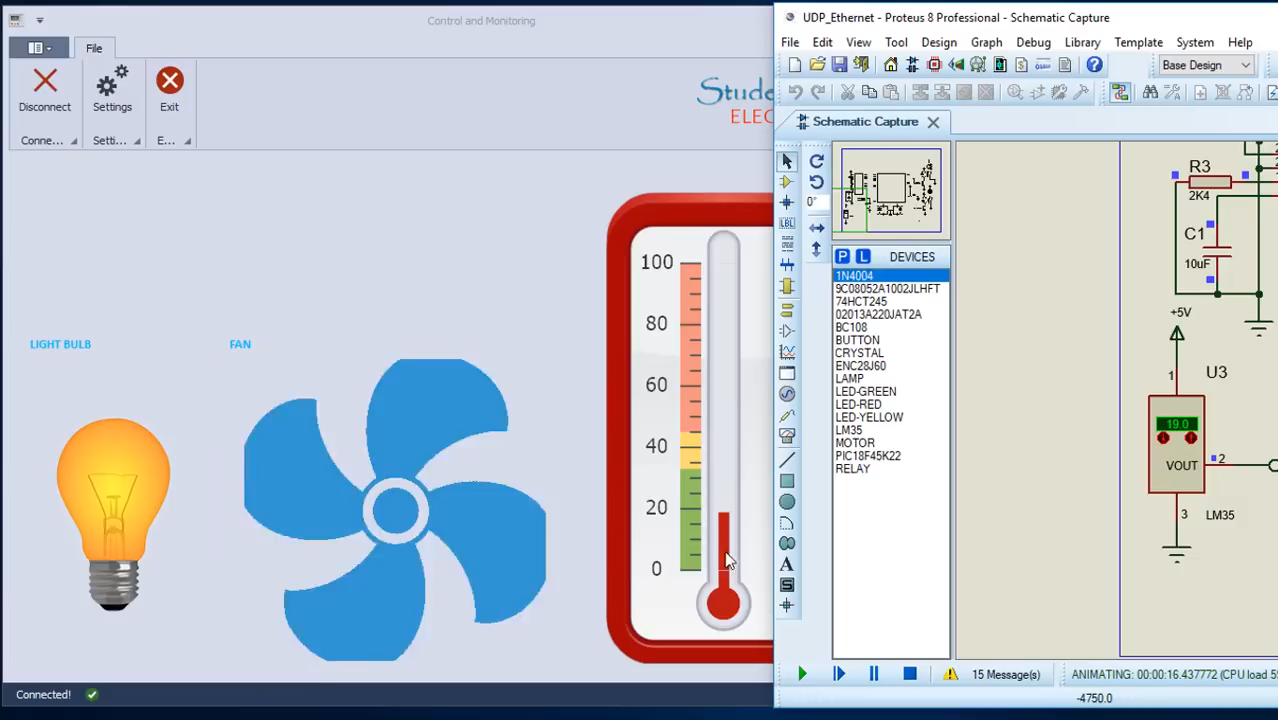 Control and Monitoring
File
Disconnect
Settings
Exit
Conne...
Setti...
E...
ELEC
LIGHT BULB
FAN
100
80
60
40
20
0
Connected!
UDP_Ethernet - Proteus 8 Professional - Schematic Capture
File Edit View Tool Design Graph Debug Library Template System Help
Base Design
Schematic Capture
0°
LBL
P L DEVICES
1N4004
9C08052A1002JLHFT
74HCT245
02013A220JAT2A
BC108
BUTTON
CRYSTAL
ENC28J60
LAMP
LED-GREEN
LED-RED
LED-YELLOW
LM35
MOTOR
PIC18F45K22
RELAY
R3
2K4
C1
10uF
+5V
1
U3
19.0
2
VOUT
3
LM35
15 Message(s)
ANIMATING: 00:00:16.437772 (CPU load
-4750.0